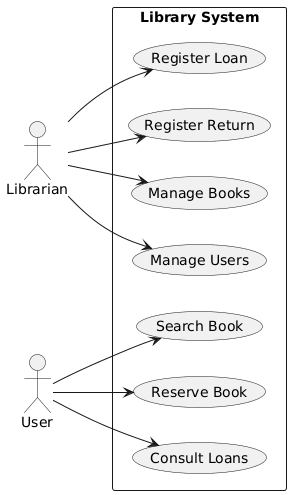 Library System
Register Loan
Register Return
Librarian
Manage Books
Manage Users
Search Book
Reserve Book
User
Consult Loans